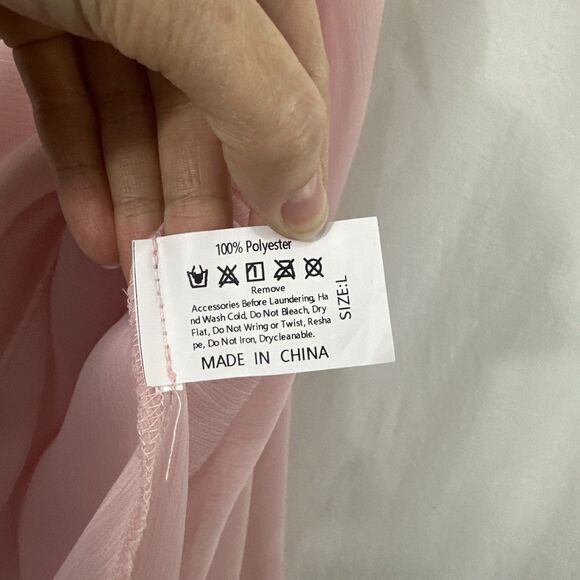 100% Polyester
Remove
Accessories Before Laundering, Ha
nd Wash Cold, Do Not Bleach, Dry
Flat, Do Not Wring or Twist, Resha
pe, Do Not Iron, Drycleanable.
MADE IN CHINA
SIZE:L